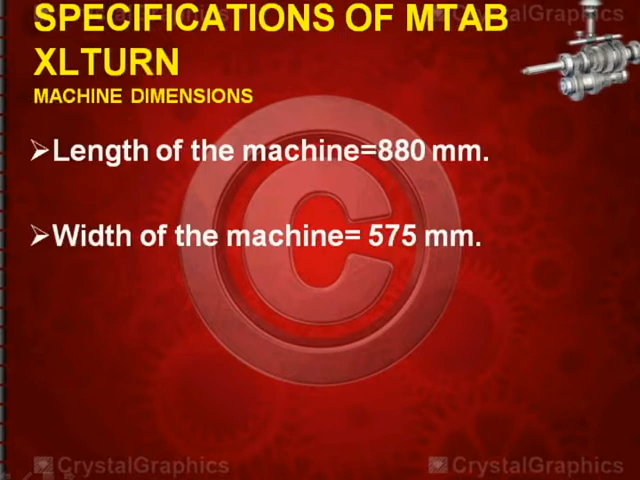 CrystalGraphics
SPECIFICATIONS OF MTAB
XLTURN
MACHINE DIMENSIONS
➢Length of the machine=880 mm.
➢Width of the machine= 575 mm.
C
CrystalGraphics CrystalGraphics